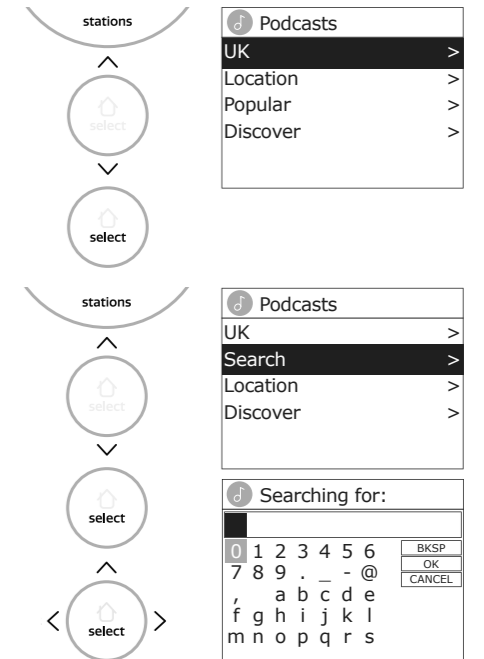 stations
select
select
Podcasts
UK >
Location >
Popular >
Discover >
stations
select
select
select
Podcasts
UK >
Search >
Location >
Discover >
Searching for:
0 1 2 3 4 5 6
7 8 9 . _ - @
, a b c d e
f g h i j k l
m n o p q r s
BKSP
OK
CANCEL